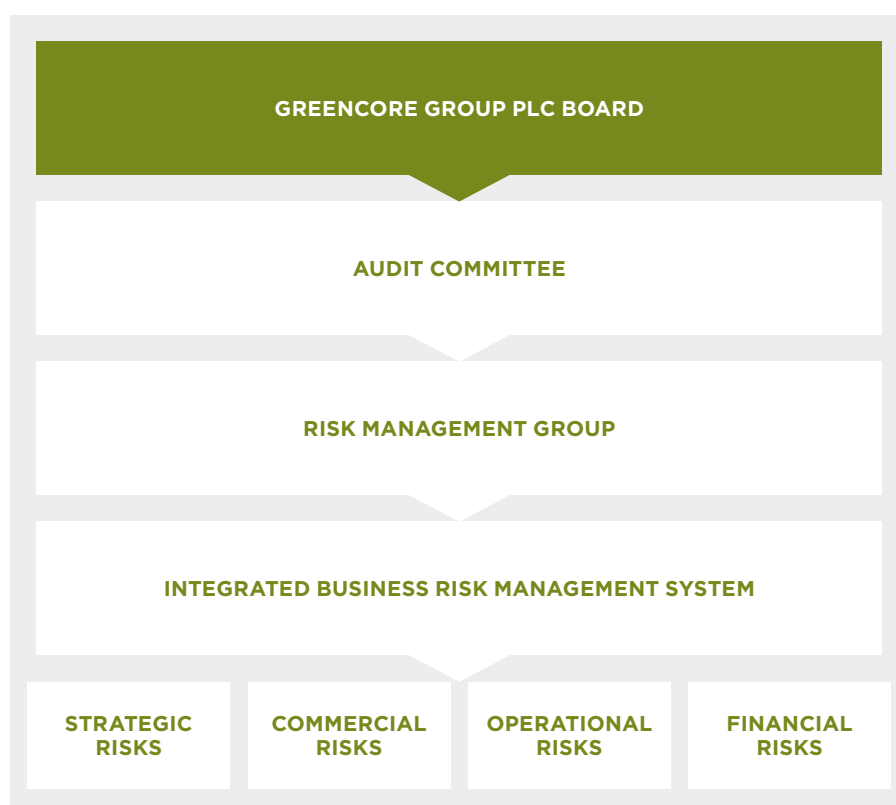 GREENCORE GROUP PLC BOARD
AUDIT COMMITTEE
RISK MANAGEMENT GROUP
INTEGRATED BUSINESS RISK MANAGEMENT SYSTEM
STRATEGIC
RISKS
COMMERCIAL
RISKS
OPERATIONAL
RISKS
FINANCIAL
RISKS